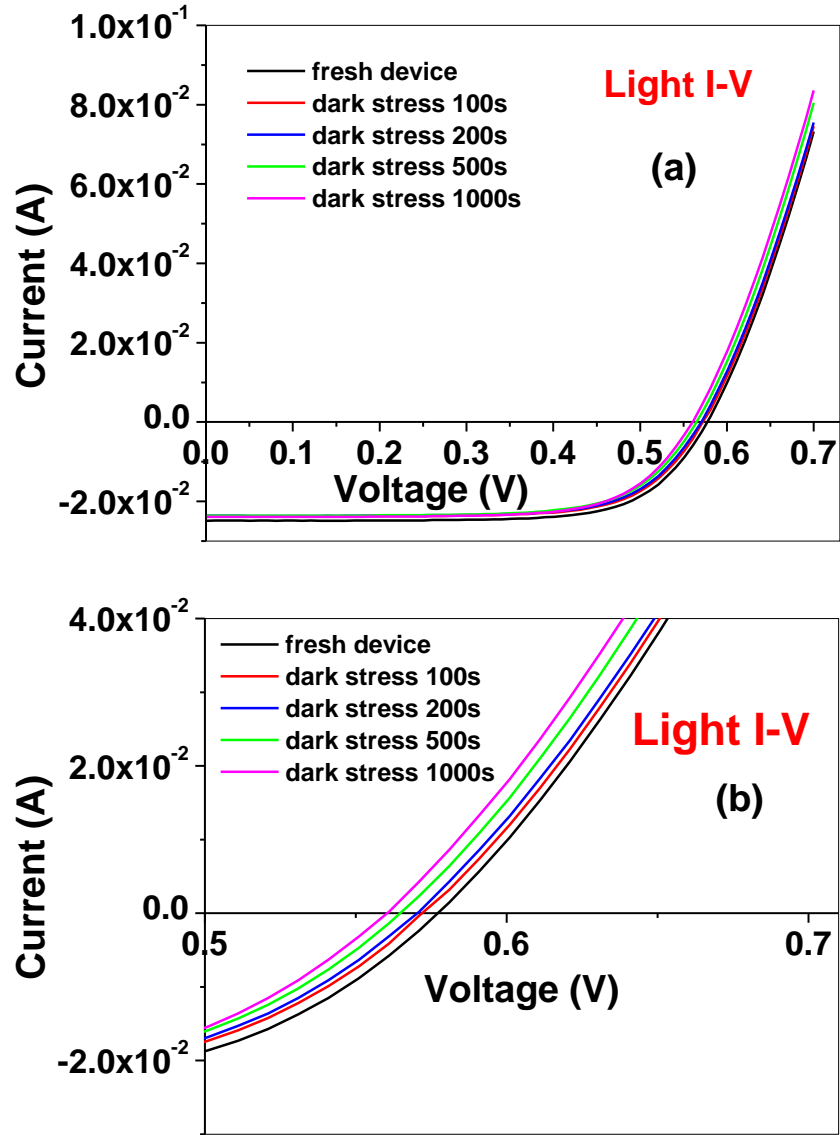 1.0x10⁻¹
8.0x10⁻²
6.0x10⁻²
4.0x10⁻²
2.0x10⁻²
0.0
-2.0x10⁻²
Current (A)
fresh device
dark stress 100s
dark stress 200s
dark stress 500s
dark stress 1000s
Light I-V
(a)
0.0 0.1 0.2 0.3 0.4 0.5 0.6 0.7
Voltage (V)
4.0x10⁻²
2.0x10⁻²
0.0
-2.0x10⁻²
Current (A)
fresh device
dark stress 100s
dark stress 200s
dark stress 500s
dark stress 1000s
Light I-V
(b)
0.5 0.6 0.7
Voltage (V)